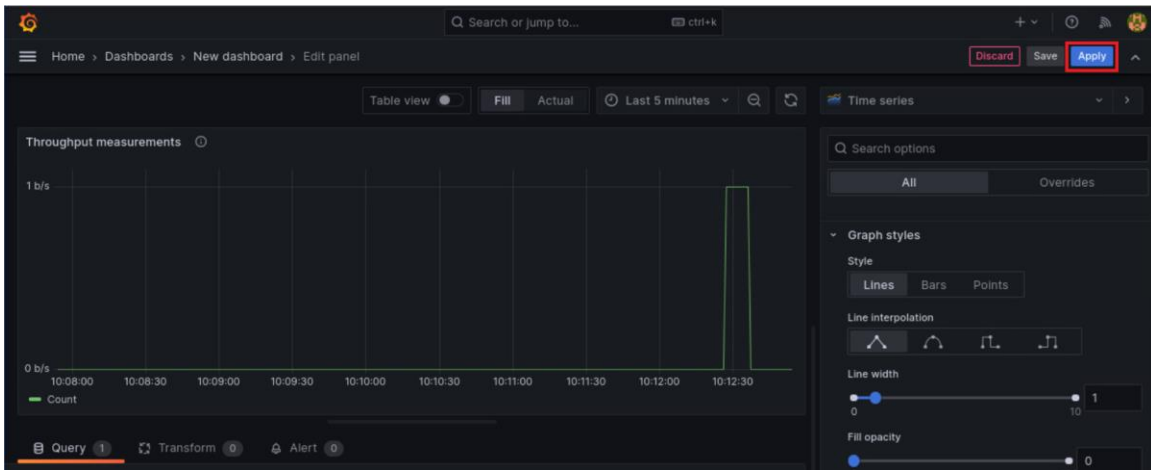 Search or jump to... ctrl+k
Home › Dashboards › New dashboard › Edit panel Discard Save Apply
Table view Fill Actual Last 5 minutes Time series
Throughput measurements
Search options
All Overrides
1 b/s
Graph styles
Style
Lines Bars Points
Line interpolation
0 b/s
10:08:00 10:08:30 10:09:00 10:09:30 10:10:00 10:10:30 10:11:00 10:11:30 10:12:00 10:12:30
Count
Line width
1
0 10
Query 1 Transform 0 Alert 0
Fill opacity
0